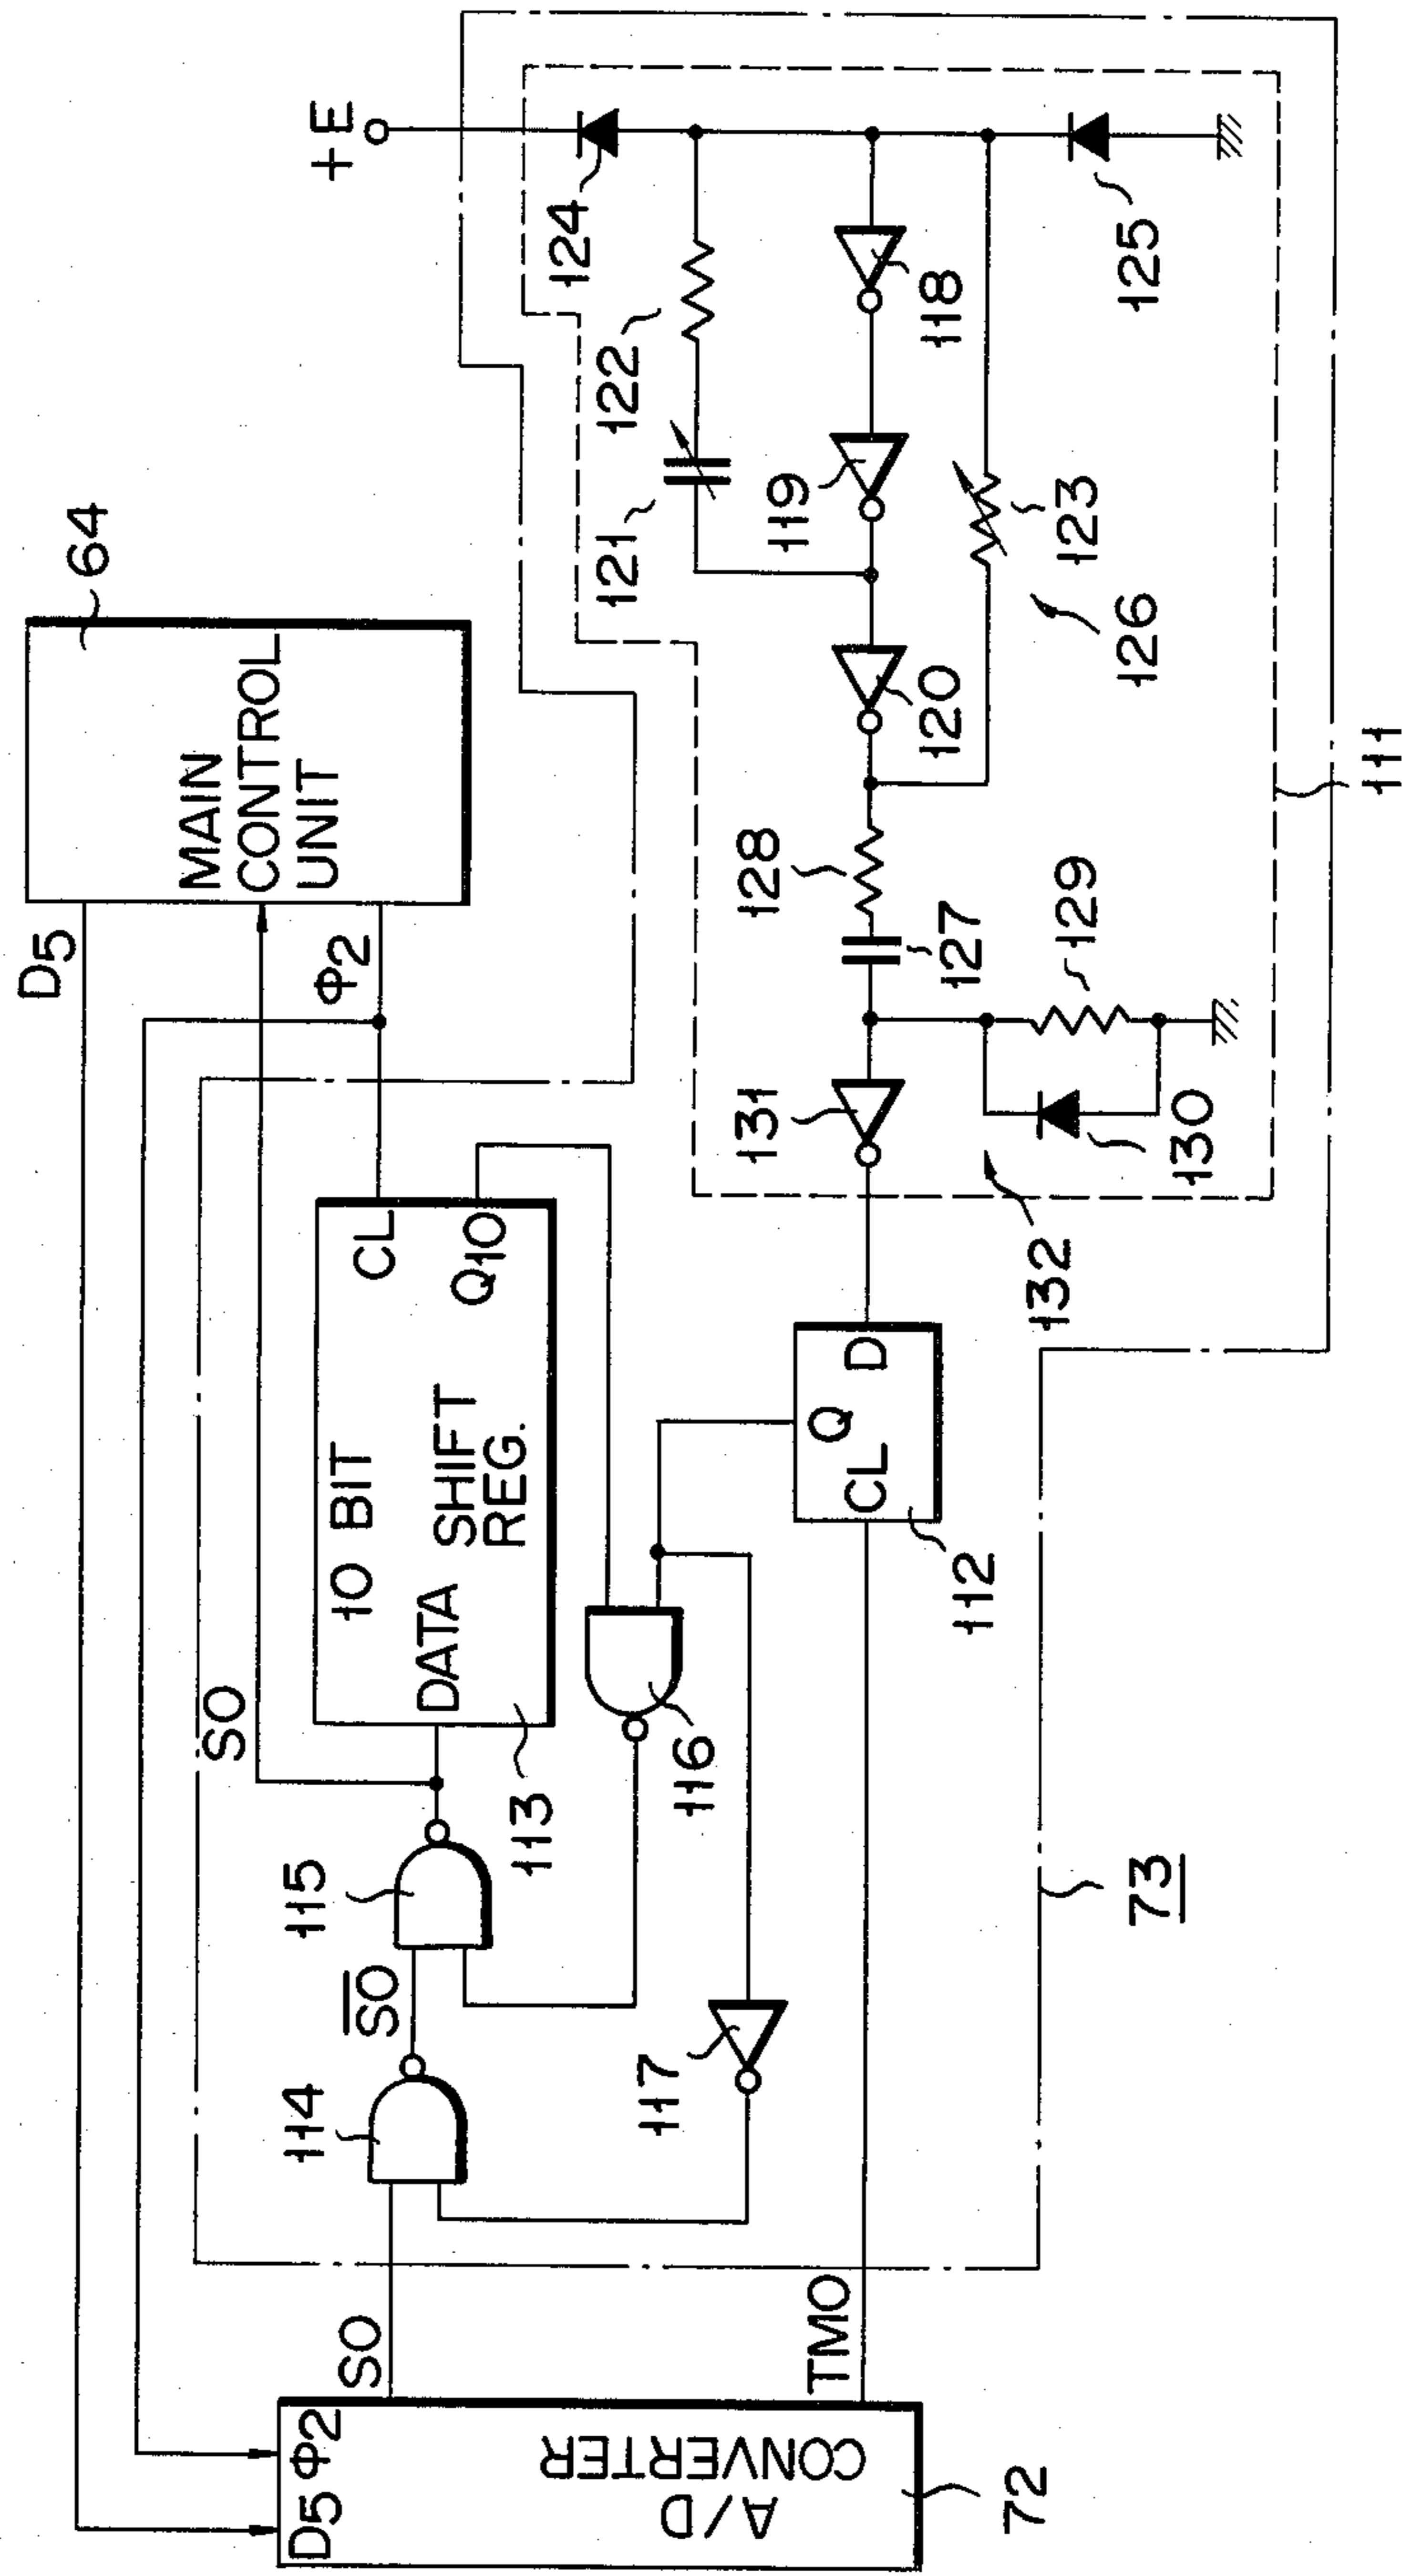 64
MAIN
CONTROL
UNIT
D5
Φ2
+E
124
122
121
118
119
123
125
120
126
128
127
129
131
130
132
111
SO
10 BIT
SHIFT
REG.
CL
Q10
DATA
113
115
S̅O̅
114
116
117
Q
D
CL
112
73
SO
TMO
D5 Φ2
A/D
CONVERTER
72